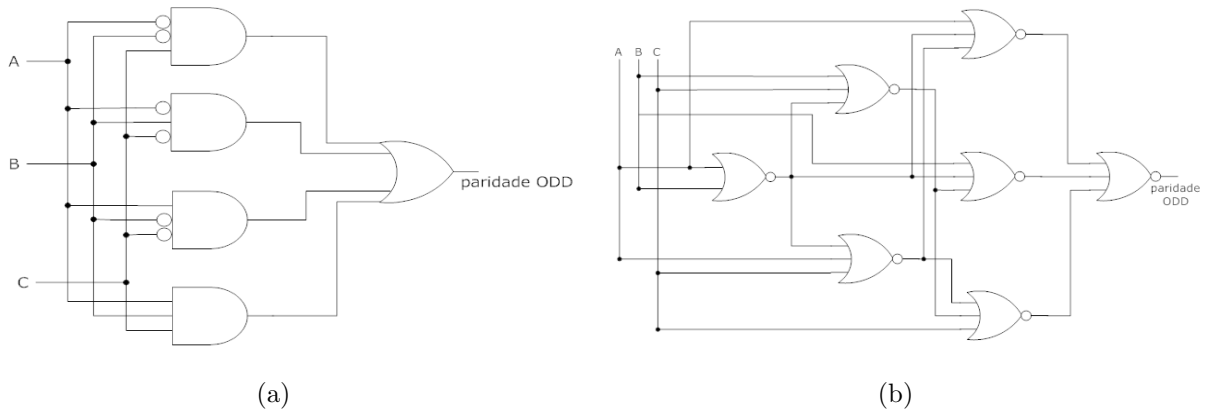 A
B
C
paridade ODD
(a)
A B C
paridade
ODD
(b)